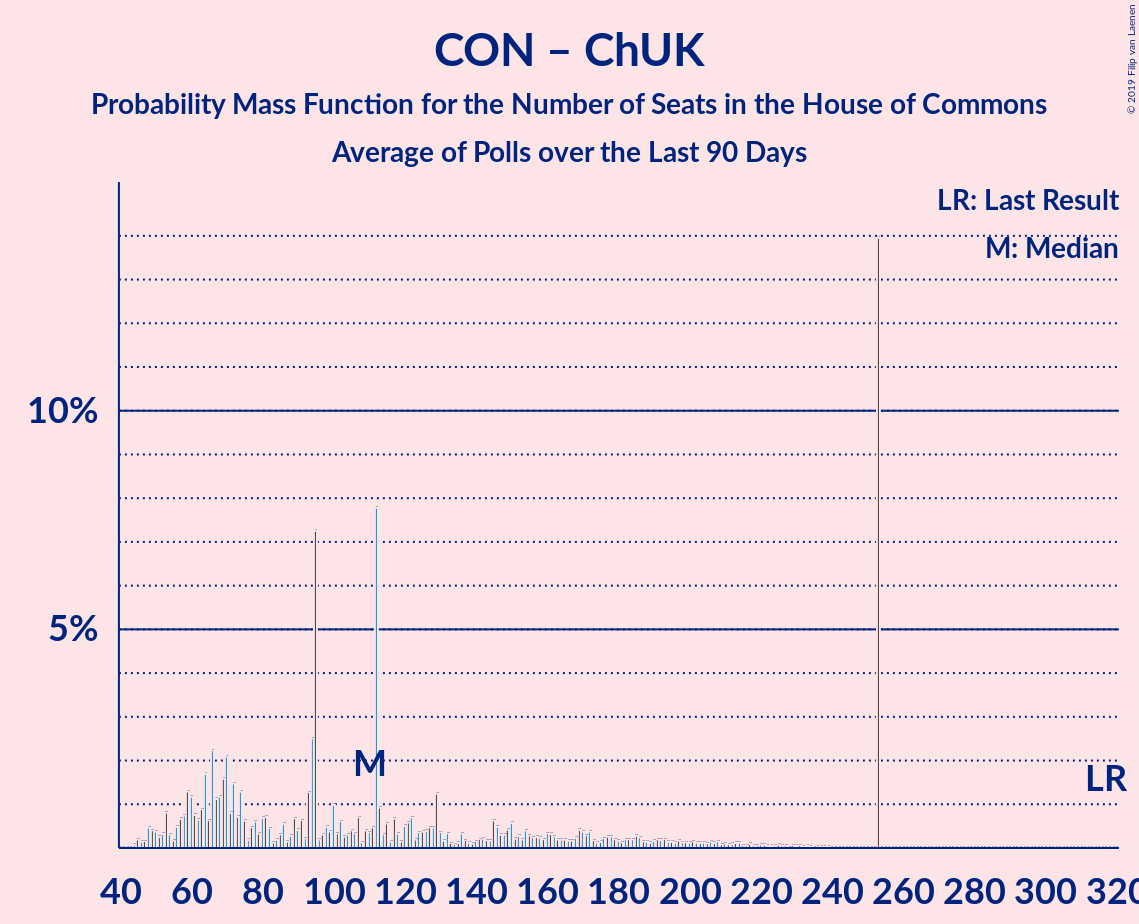 CON – ChUK
Probability Mass Function for the Number of Seats in the House of Commons
Average of Polls over the Last 90 Days
© 2019 Filip van Laenen
LR: Last Result
M: Median
10%
5%
M
LR
40 60 80 100 120 140 160 180 200 220 240 260 280 300 320